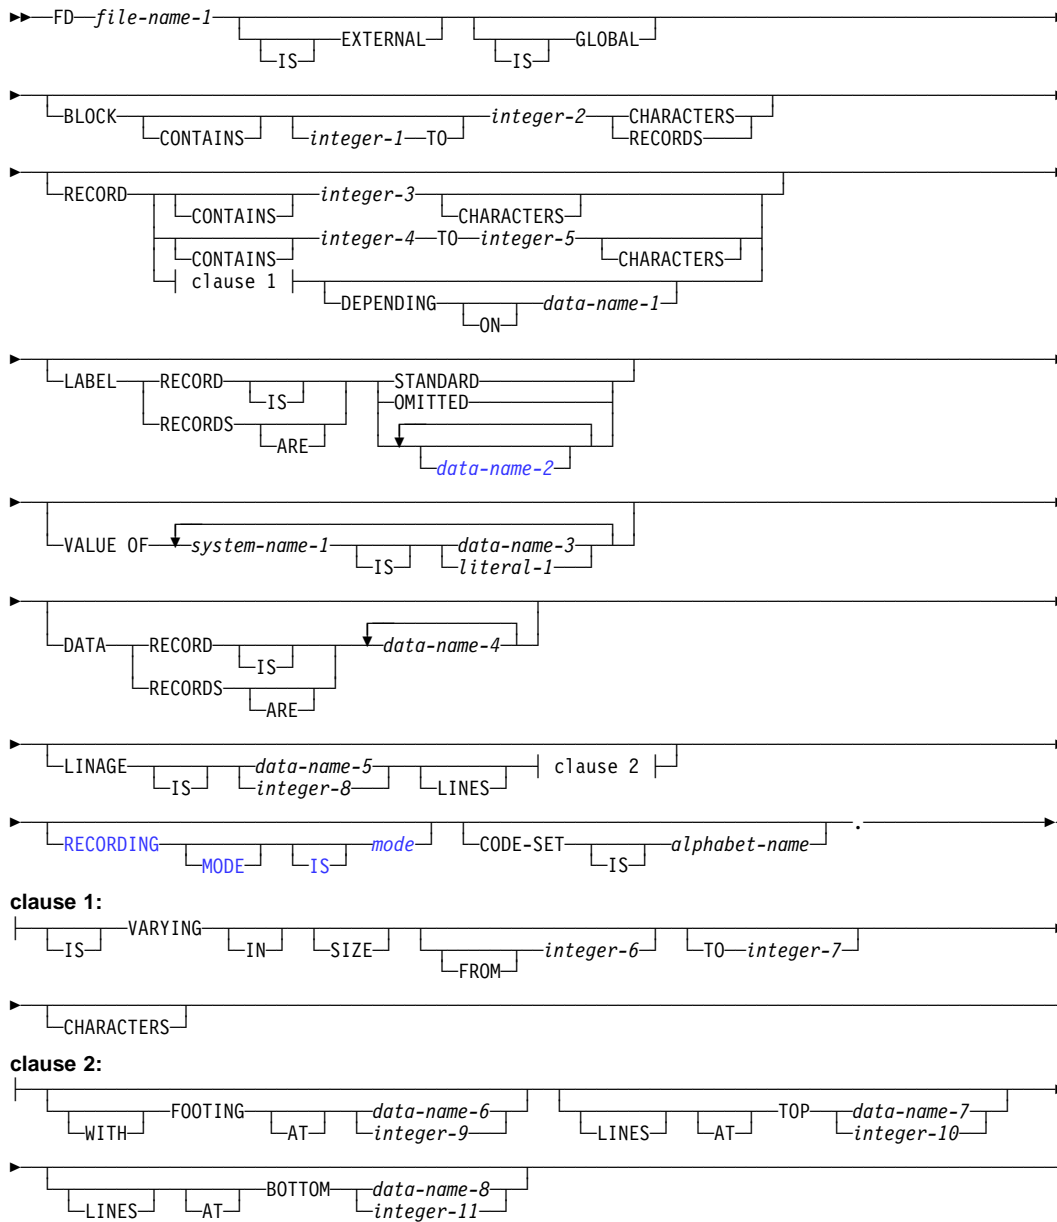 FD file-name-1 EXTERNAL GLOBAL
IS IS
BLOCK integer-2 CHARACTERS
CONTAINS integer-1 TO RECORDS
RECORD integer-3
CONTAINS CHARACTERS
integer-4 TO integer-5
CONTAINS CHARACTERS
clause 1
DEPENDING data-name-1
ON
LABEL RECORD STANDARD
IS OMITTED
RECORDS
ARE
data-name-2
VALUE OF system-name-1 data-name-3
IS literal-1
DATA RECORD data-name-4
IS
RECORDS
ARE
LINAGE data-name-5 clause 2
IS integer-8 LINES
RECORDING mode CODE-SET alphabet-name .
MODE IS IS
clause 1:
VARYING integer-6 TO integer-7
IS IN SIZE FROM
CHARACTERS
clause 2:
FOOTING data-name-6 TOP data-name-7
WITH AT integer-9 LINES AT integer-10
BOTTOM data-name-8
LINES AT integer-11